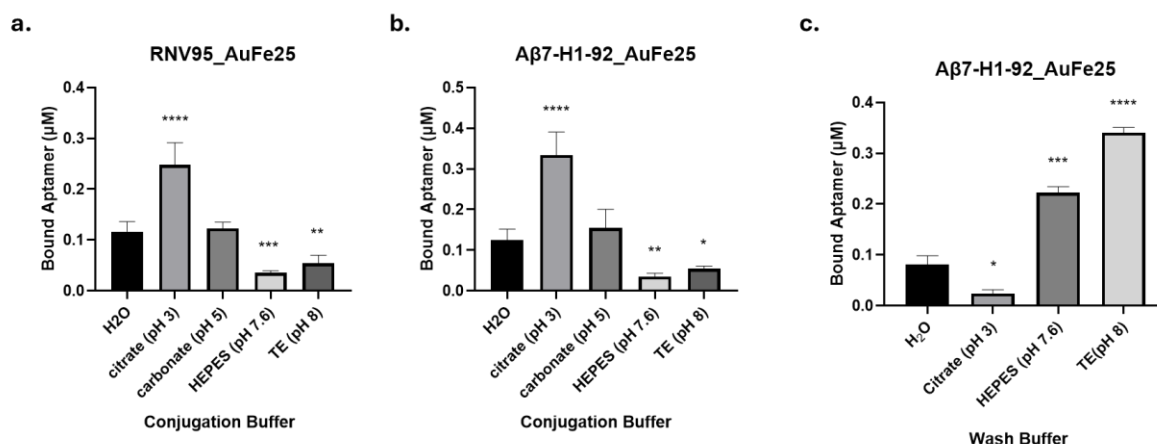 a.
RNV95_AuFe25
Bound Aptamer (µM)
0.4
0.3
0.2
0.1
0.0
****
***
**
H2O
citrate (pH 3)
carbonate (pH 5)
HEPES (pH 7.6)
TE (pH 8)
Conjugation Buffer
b.
Aβ7-H1-92_AuFe25
Bound Aptamer (µM)
0.5
0.4
0.3
0.2
0.1
0.0
****
**
*
H2O
citrate (pH 3)
carbonate (pH 5)
HEPES (pH 7.6)
TE (pH 8)
Conjugation Buffer
c.
Aβ7-H1-92_AuFe25
Bound Aptamer (µM)
0.4
0.3
0.1
0.0
*
***
****
H₂O
Citrate (pH 3)
HEPES (pH 7.6)
TE(pH 8)
Wash Buffer